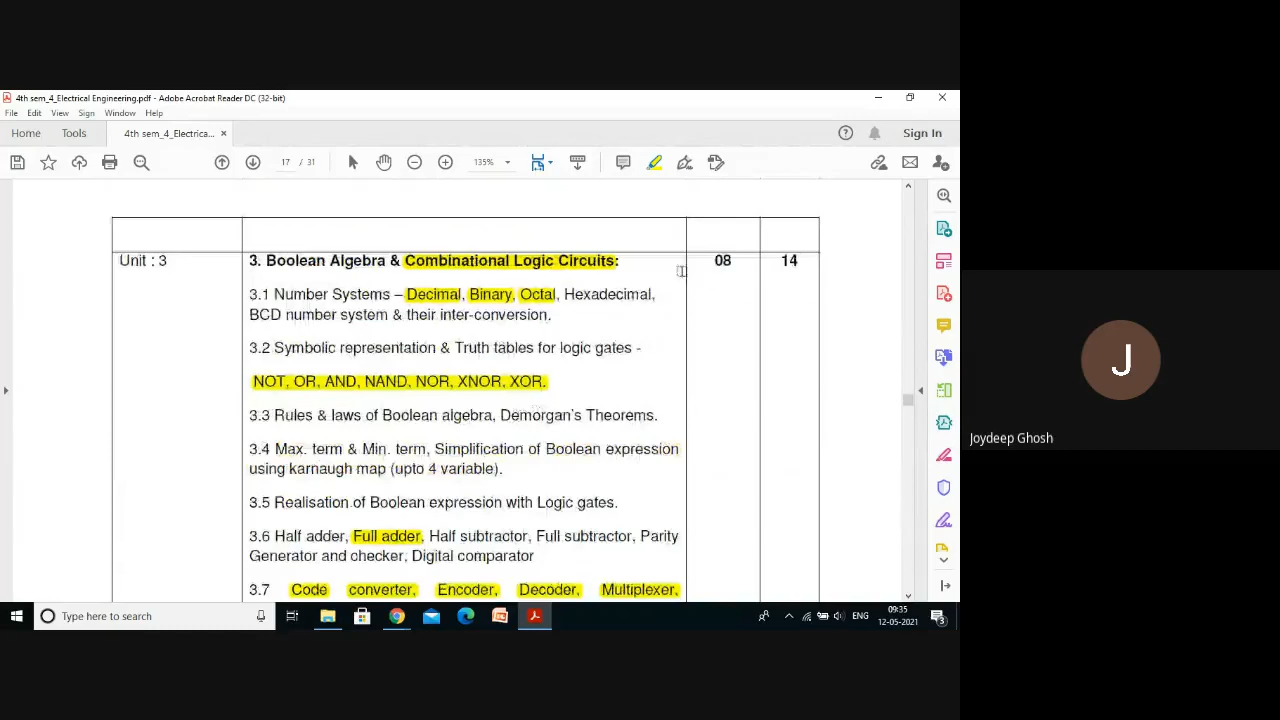 4th sem_4_Electrical Engineering.pdf - Adobe Acrobat Reader DC (32-bit)
File Edit View Sign Window Help
Home Tools 4th sem_4_Electrica... × Sign In
17 / 31 135%
Unit : 3 3. Boolean Algebra & Combinational Logic Circuits: 08 14
3.1 Number Systems – Decimal, Binary, Octal, Hexadecimal,
BCD number system & their inter-conversion.
3.2 Symbolic representation & Truth tables for logic gates -
NOT, OR, AND, NAND, NOR, XNOR, XOR.
3.3 Rules & laws of Boolean algebra, Demorgan's Theorems.
3.4 Max. term & Min. term, Simplification of Boolean expression
using karnaugh map (upto 4 variable).
3.5 Realisation of Boolean expression with Logic gates.
3.6 Half adder, Full adder, Half subtractor, Full subtractor, Parity
Generator and checker, Digital comparator
3.7 Code converter, Encoder, Decoder, Multiplexer,
J
Joydeep Ghosh
Type here to search
ENG
09:35
12-05-2021
3